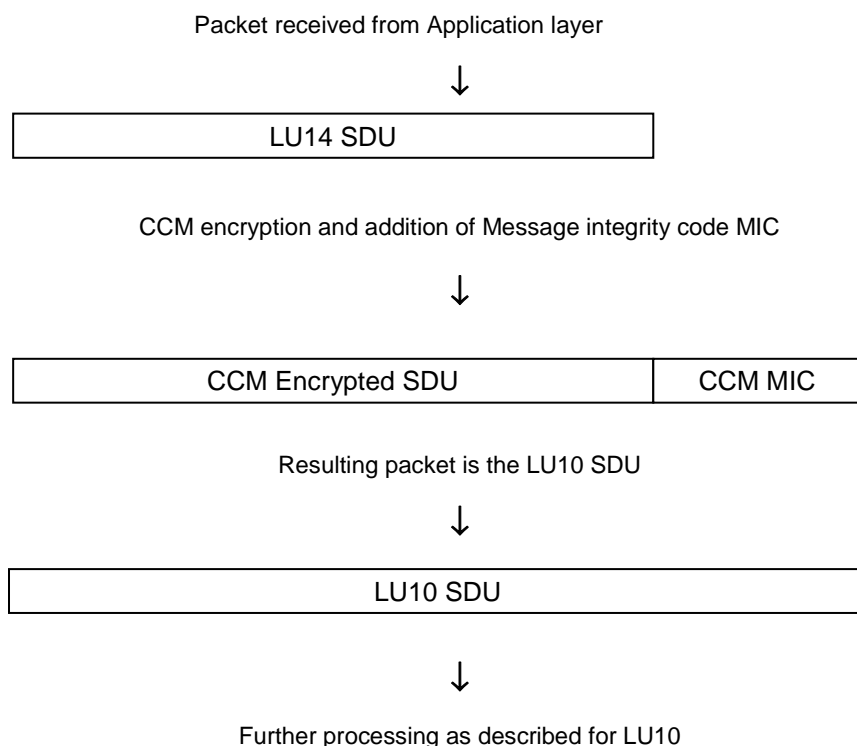 Packet received from Application layer
LU14 SDU
CCM encryption and addition of Message integrity code MIC
CCM Encrypted SDU CCM MIC
Resulting packet is the LU10 SDU
LU10 SDU
Further processing as described for LU10